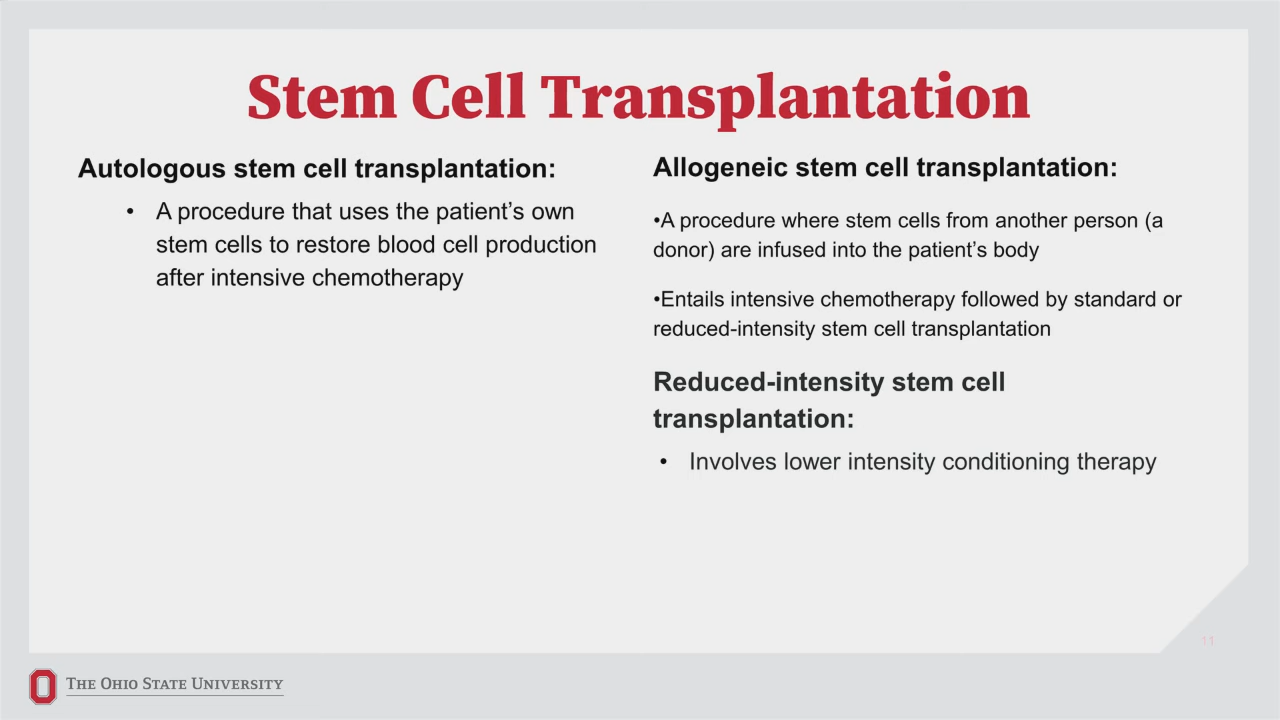 Stem Cell Transplantation
Autologous stem cell transplantation:
• A procedure that uses the patient’s own
stem cells to restore blood cell production
after intensive chemotherapy
Allogeneic stem cell transplantation:
•A procedure where stem cells from another person (a
donor) are infused into the patient’s body
•Entails intensive chemotherapy followed by standard or
reduced-intensity stem cell transplantation
Reduced-intensity stem cell
transplantation:
• Involves lower intensity conditioning therapy
11
THE OHIO STATE UNIVERSITY